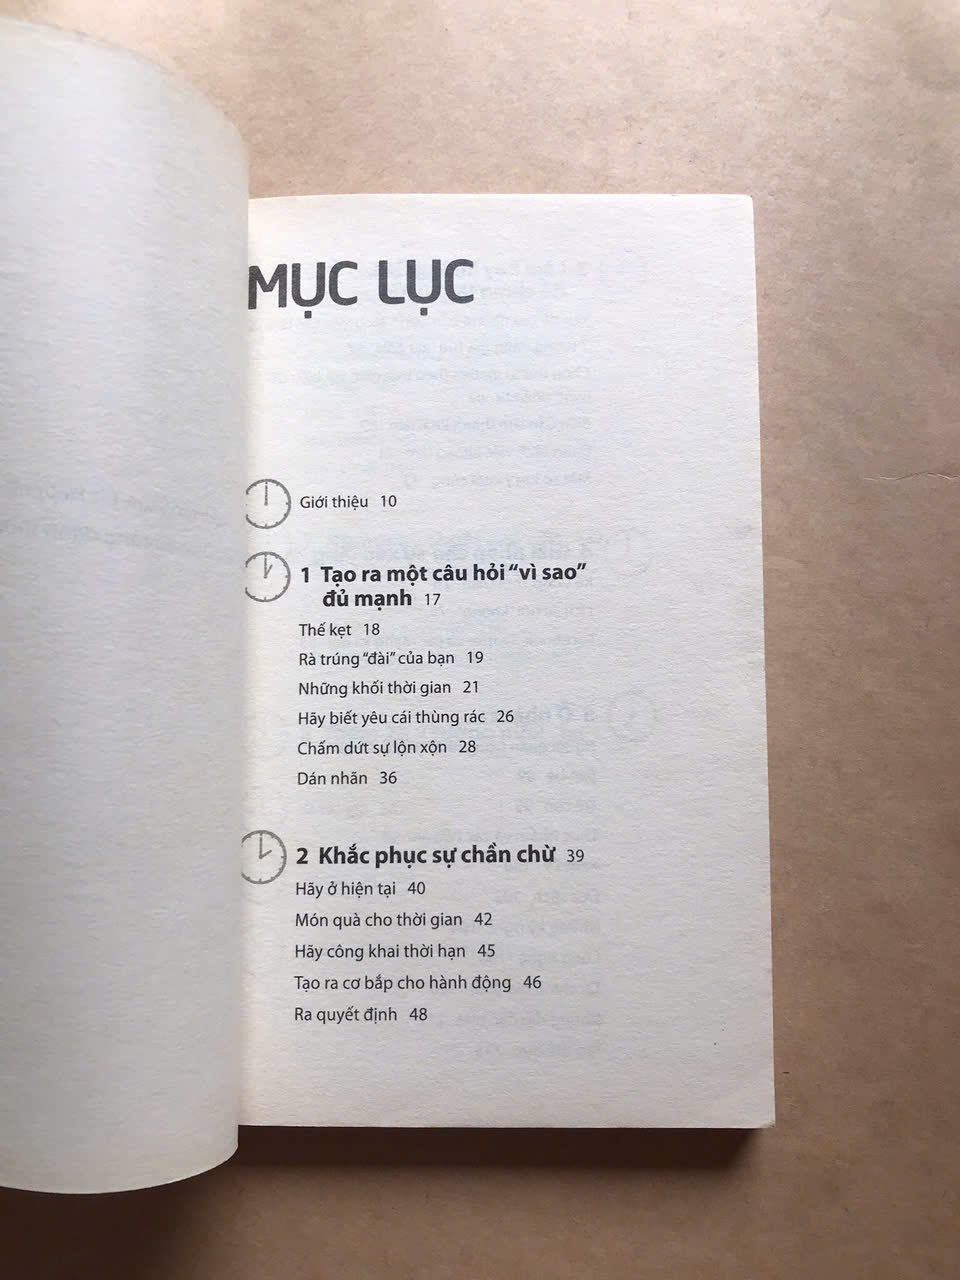 MỤC LỤC
Giới thiệu 10
1 Tạo ra một câu hỏi “vì sao”
đủ mạnh 17
Thế kẹt 18
Rà trúng “đài” của bạn 19
Những khối thời gian 21
Hãy biết yêu cái thùng rác 26
Chấm dứt sự lộn xộn 28
Dán nhãn 36
2 Khắc phục sự chần chừ 39
Hãy ở hiện tại 40
Món quà cho thời gian 42
Hãy công khai thời hạn 45
Tạo ra cơ bắp cho hành động 46
Ra quyết định 48